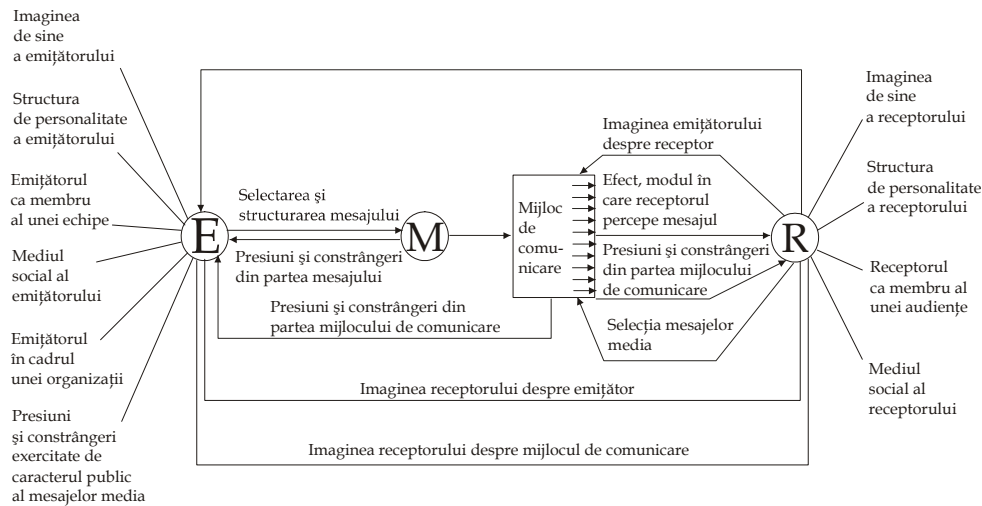 Imaginea
de sine
a emițătorului
Structura
de personalitate
a emițătorului
Emițătorul
ca membru
al unei echipe
Mediul
social al
emițătorului
Emițătorul
în cadrul
unei organizații
Presiuni
şi constrângeri
exercitate de
caracterul public
al mesajelor media
E
Selectarea şi
structurarea mesajului
Presiuni şi constrângeri
din partea mesajului
M
Presiuni şi constrângeri din
partea mijlocului de comunicare
Mijloc
de
comu-
nicare
Imaginea emițătorului
despre receptor
Efect, modul în
care receptorul
percepe mesajul
Presiuni şi constrângeri
din partea mijlocului
de comunicare
Selecția mesajelor
media
R
Imaginea receptorului despre emițător
Imaginea receptorului despre mijlocul de comunicare
Imaginea
de sine
a receptorului
Structura
de personalitate
a receptorului
Receptorul
ca membru al
unei audiențe
Mediul
social al
receptorului